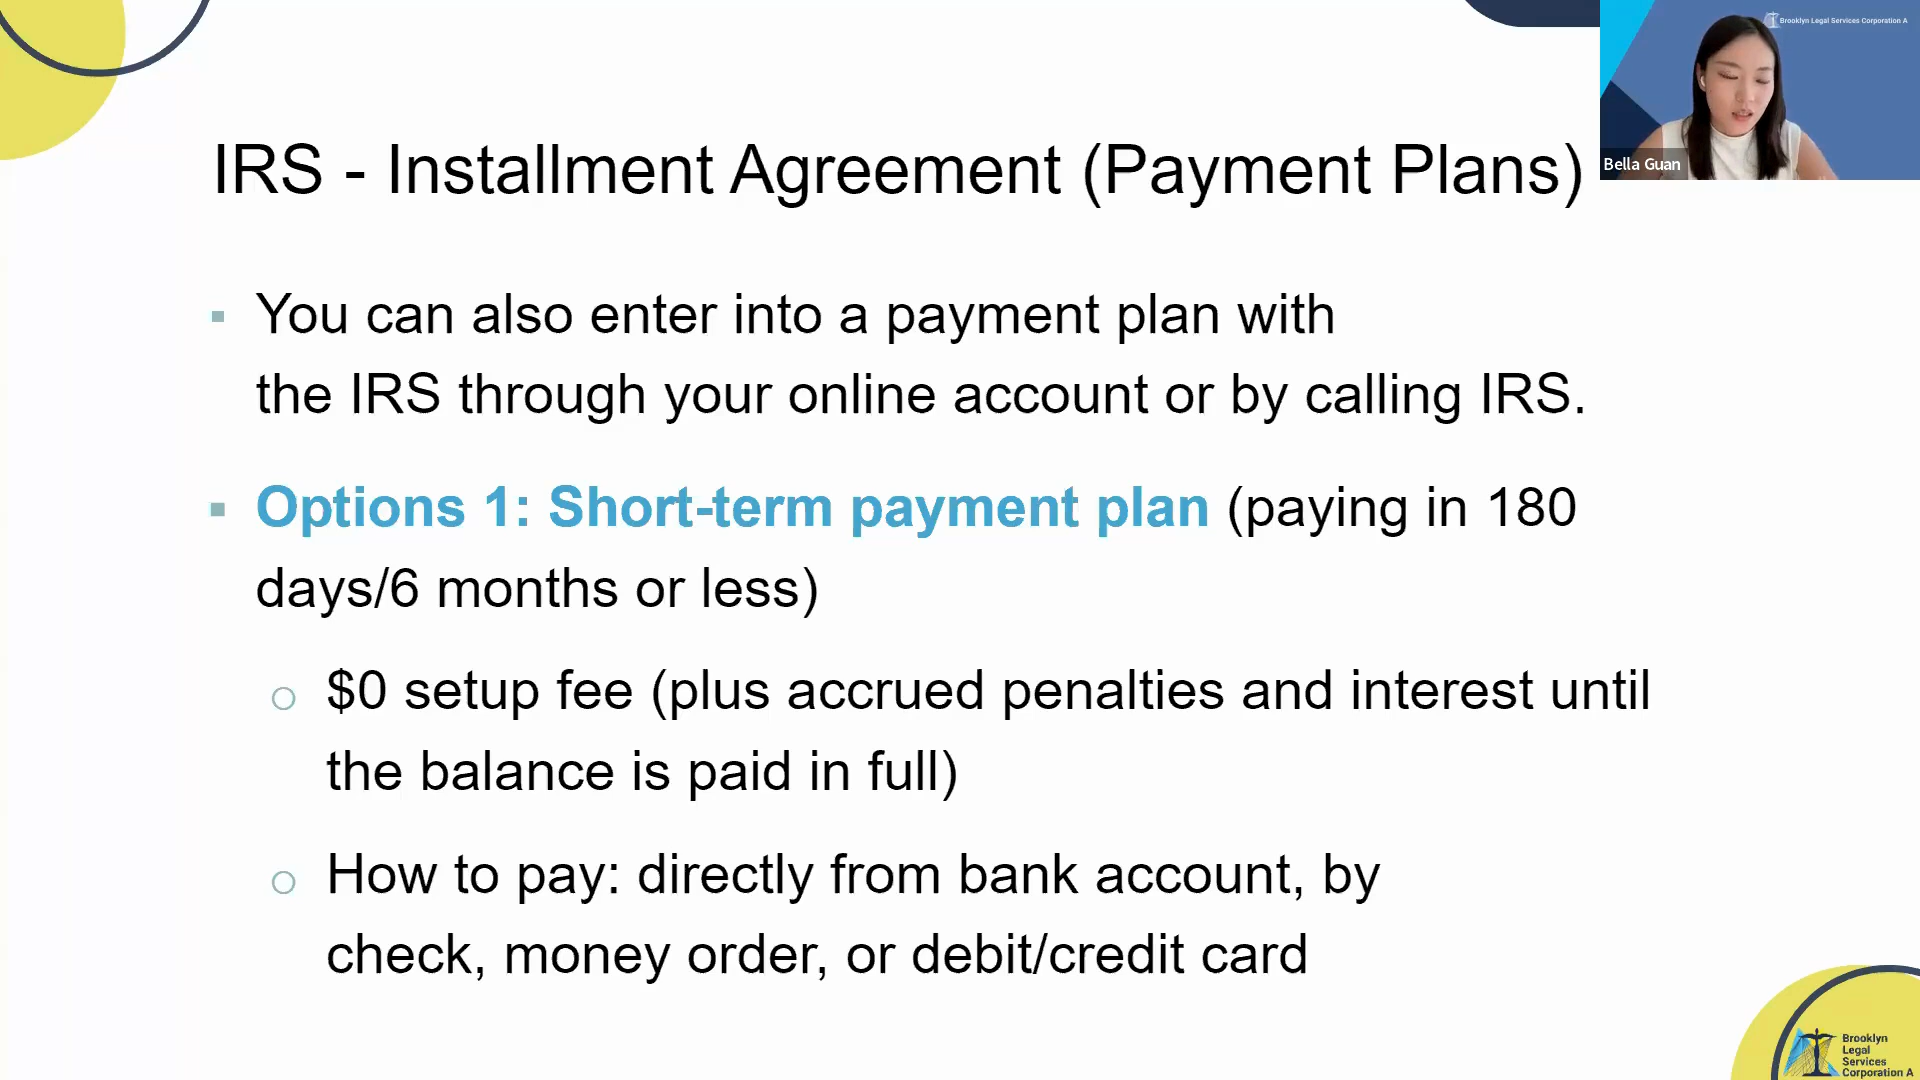 Brooklyn Legal Services Corporation A
Bella Guan
IRS - Installment Agreement (Payment Plans)
▪ You can also enter into a payment plan with
the IRS through your online account or by calling IRS.
▪ Options 1: Short-term payment plan (paying in 180
days/6 months or less)
o $0 setup fee (plus accrued penalties and interest until
the balance is paid in full)
o How to pay: directly from bank account, by
check, money order, or debit/credit card
Brooklyn
Legal
Services
Corporation A